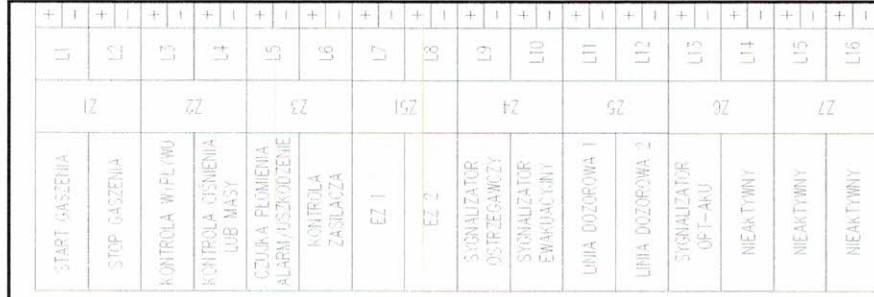 + - + - + - + - + - + - + - + - + - + - + - + - + - + - + - + -
L1 L2 L3 L4 L5 L6 L7 L8 L9 L10 L11 L12 L13 L14 L15 L16
Z1 Z2 Z3 Z51 Z4 Z5 Z6 Z7
START GASZENIA
STOP GASZENIA
KONTROLA WYPŁYWU
KONTROLA CIŚNIENIA
LUB MASY
CZUJKA PŁOMIENIA
ALARM/USZKODZENIE
KONTROLA
ZASILACZA
EZ 1
EZ 2
SYGNALIZATOR
OSTRZEGAWCZY
SYGNALIZATOR
EWAKUACYJNY
LINIA DOZOROWA 1
LINIA DOZOROWA 2
SYGNALIZATOR
OPT-AKU
NIEAKTYWNY
NIEAKTYWNY
NIEAKTYWNY